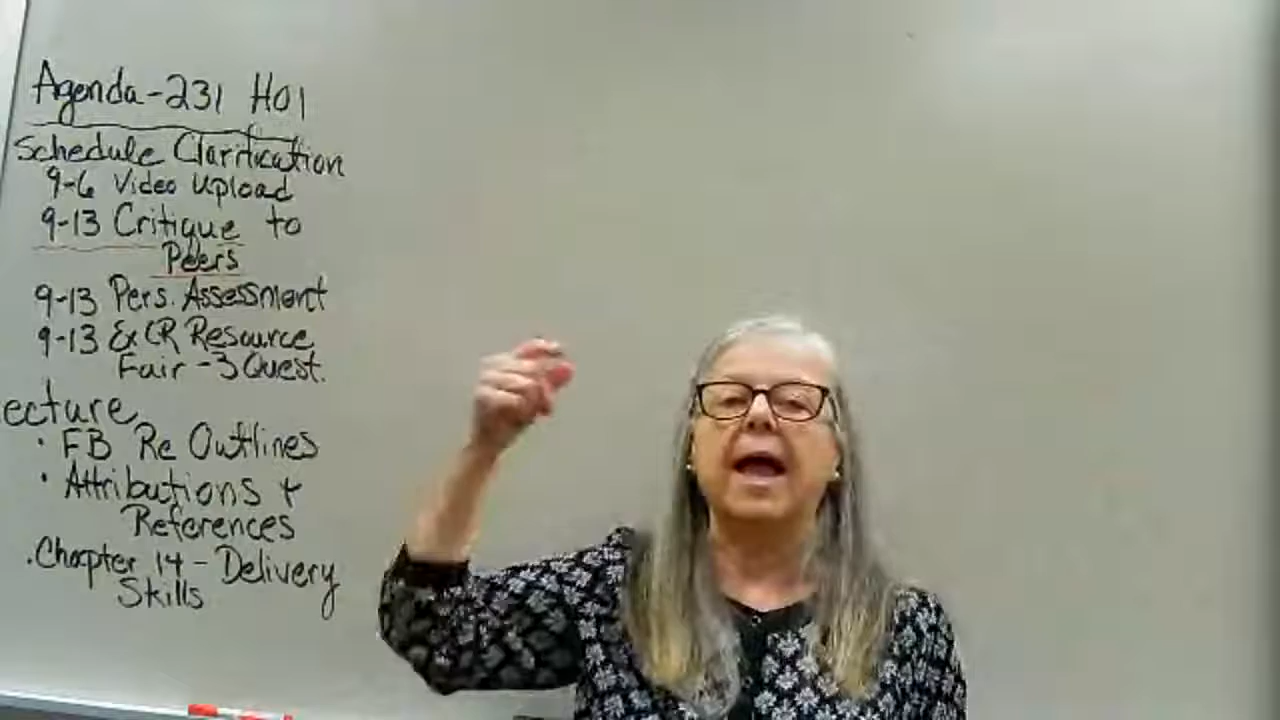 Agenda-231 H01
Schedule Clarification
9-6 Video Upload
9-13 Critique to
Peers
9-13 Pers. Assessment
9-13 Ex CR Resource
Fair -3 Quest.
ecture
• FB Re Outlines
• Attributions +
References
. Chapter 14 - Delivery
Skills